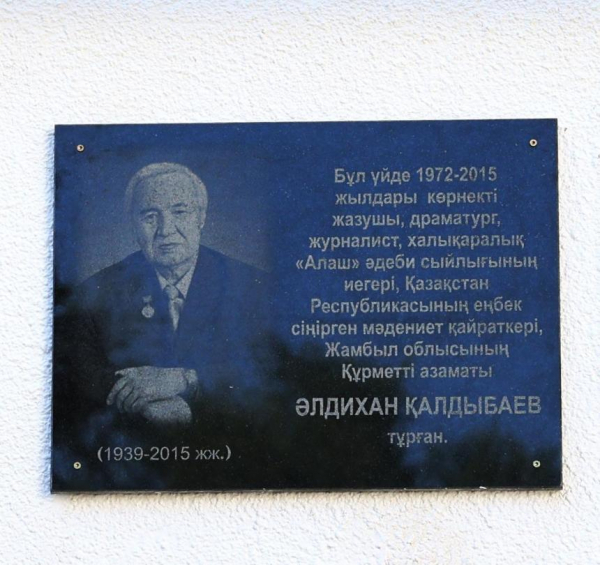 Бұл үйде 1972-2015
жылдары көрнекті
жазушы, драматург,
журналист, халықаралық
«Алаш» әдеби сыйлығының
иегері, Қазақстан
Республикасының еңбек
сіңірген мәдениет қайраткері,
Жамбыл облысының
Құрметті азаматы
ӘЛДИХАН ҚАЛДЫБАЕВ
тұрған.
(1939-2015 жж.)